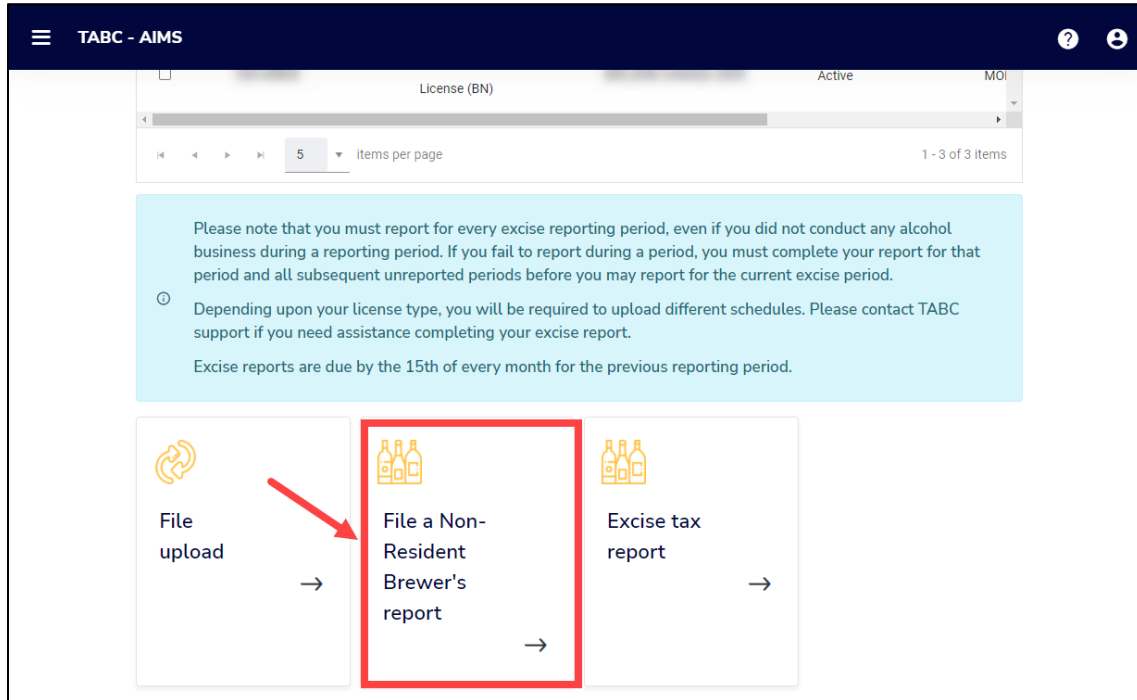 TABC - AIMS
Active
License (BN)
5 items per page
1 - 3 of 3 items
Please note that you must report for every excise reporting period, even if you did not conduct any alcohol
business during a reporting period. If you fail to report during a period, you must complete your report for that
period and all subsequent unreported periods before you may report for the current excise period.
Depending upon your license type, you will be required to upload different schedules. Please contact TABC
support if you need assistance completing your excise report.
Excise reports are due by the 15th of every month for the previous reporting period.
File
upload
File a Non-
Resident
Brewer's
report
Excise tax
report